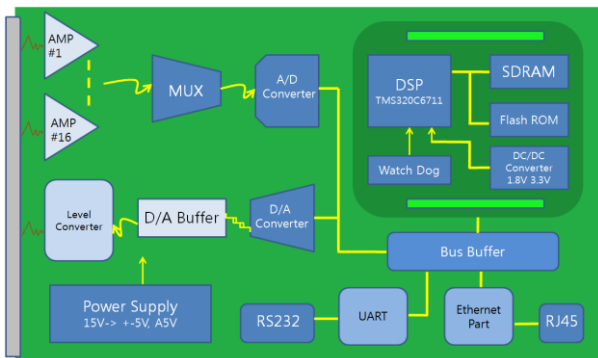 AMP
#1
AMP
#16
MUX
A/D
Converter
DSP
TMS320C6711
SDRAM
Flash ROM
Watch Dog
DC/DC
Converter
1.8V 3.3V
Level
Converter
D/A Buffer
D/A
Converter
Bus Buffer
Power Supply
15V-> +-5V, A5V
RS232
UART
Ethernet
Part
RJ45